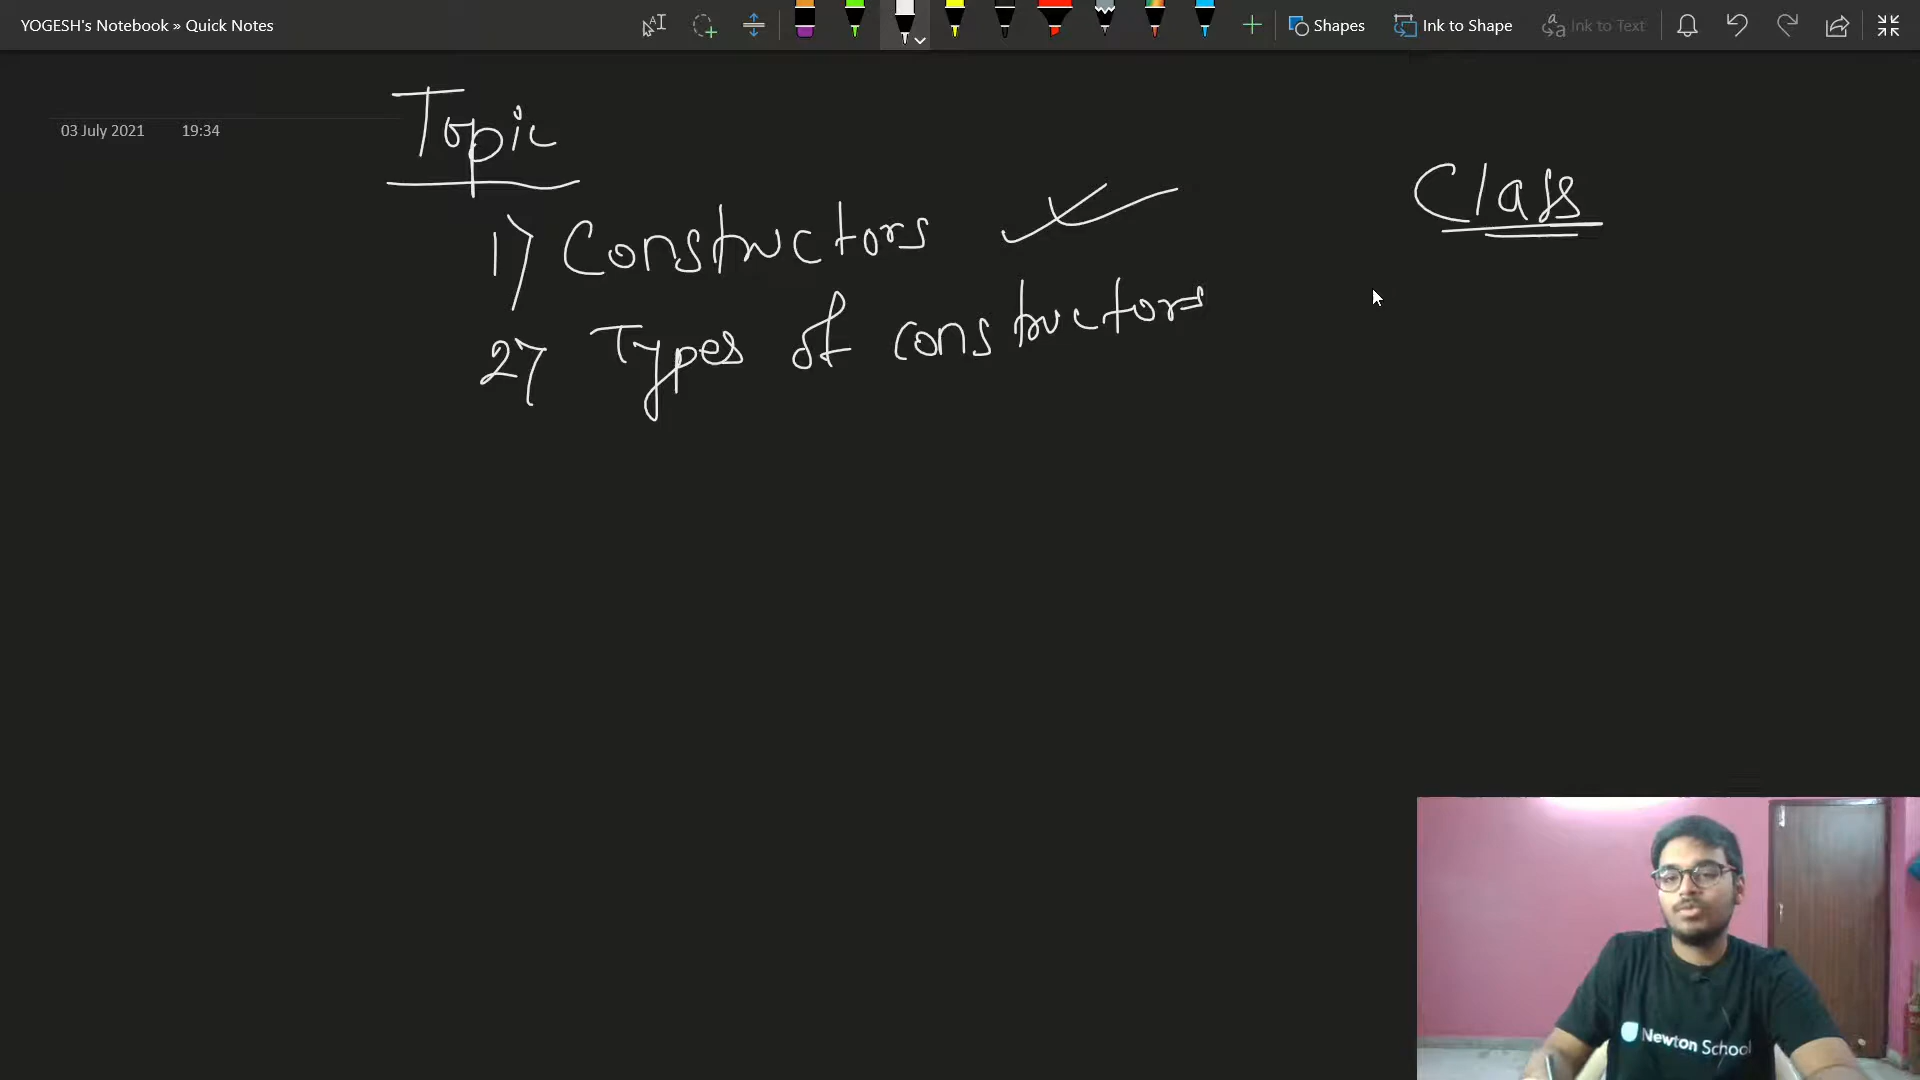 YOGESH's Notebook » Quick Notes
Shapes
Ink to Shape
Ink to Text
03 July 2021 19:34
Topic
Class
1) Constructors
2) Types of constructors
Newton School